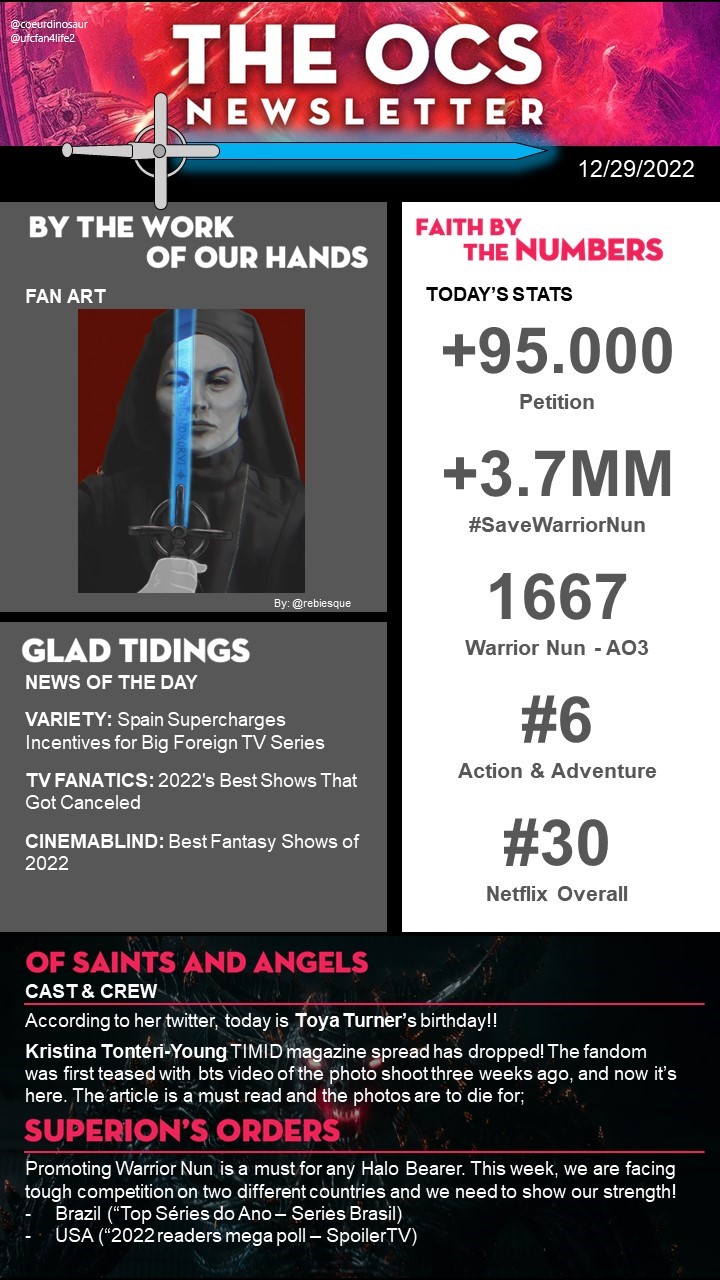 @coeurdinosaur
@ufcfan4life2
THE OCS
NEWSLETTER
12/29/2022
BY THE WORK
OF OUR HANDS
FAN ART
By: @rebiesque
GLAD TIDINGS
NEWS OF THE DAY
VARIETY: Spain Supercharges
Incentives for Big Foreign TV Series
TV FANATICS: 2022's Best Shows That
Got Canceled
CINEMABLIND: Best Fantasy Shows of
2022
FAITH BY
THE NUMBERS
TODAY'S STATS
+95.000
Petition
+3.7MM
#SaveWarriorNun
1667
Warrior Nun - AO3
#6
Action & Adventure
#30
Netflix Overall
OF SAINTS AND ANGELS
CAST & CREW
According to her twitter, today is Toya Turner's birthday!!
Kristina Tonteri-Young TIMID magazine spread has dropped! The fandom
was first teased with bts video of the photo shoot three weeks ago, and now it's
here. The article is a must read and the photos are to die for;
SUPERION'S ORDERS
Promoting Warrior Nun is a must for any Halo Bearer. This week, we are facing
tough competition on two different countries and we need to show our strength!
- Brazil (“Top Séries do Ano – Series Brasil)
- USA (“2022 readers mega poll – SpoilerTV)